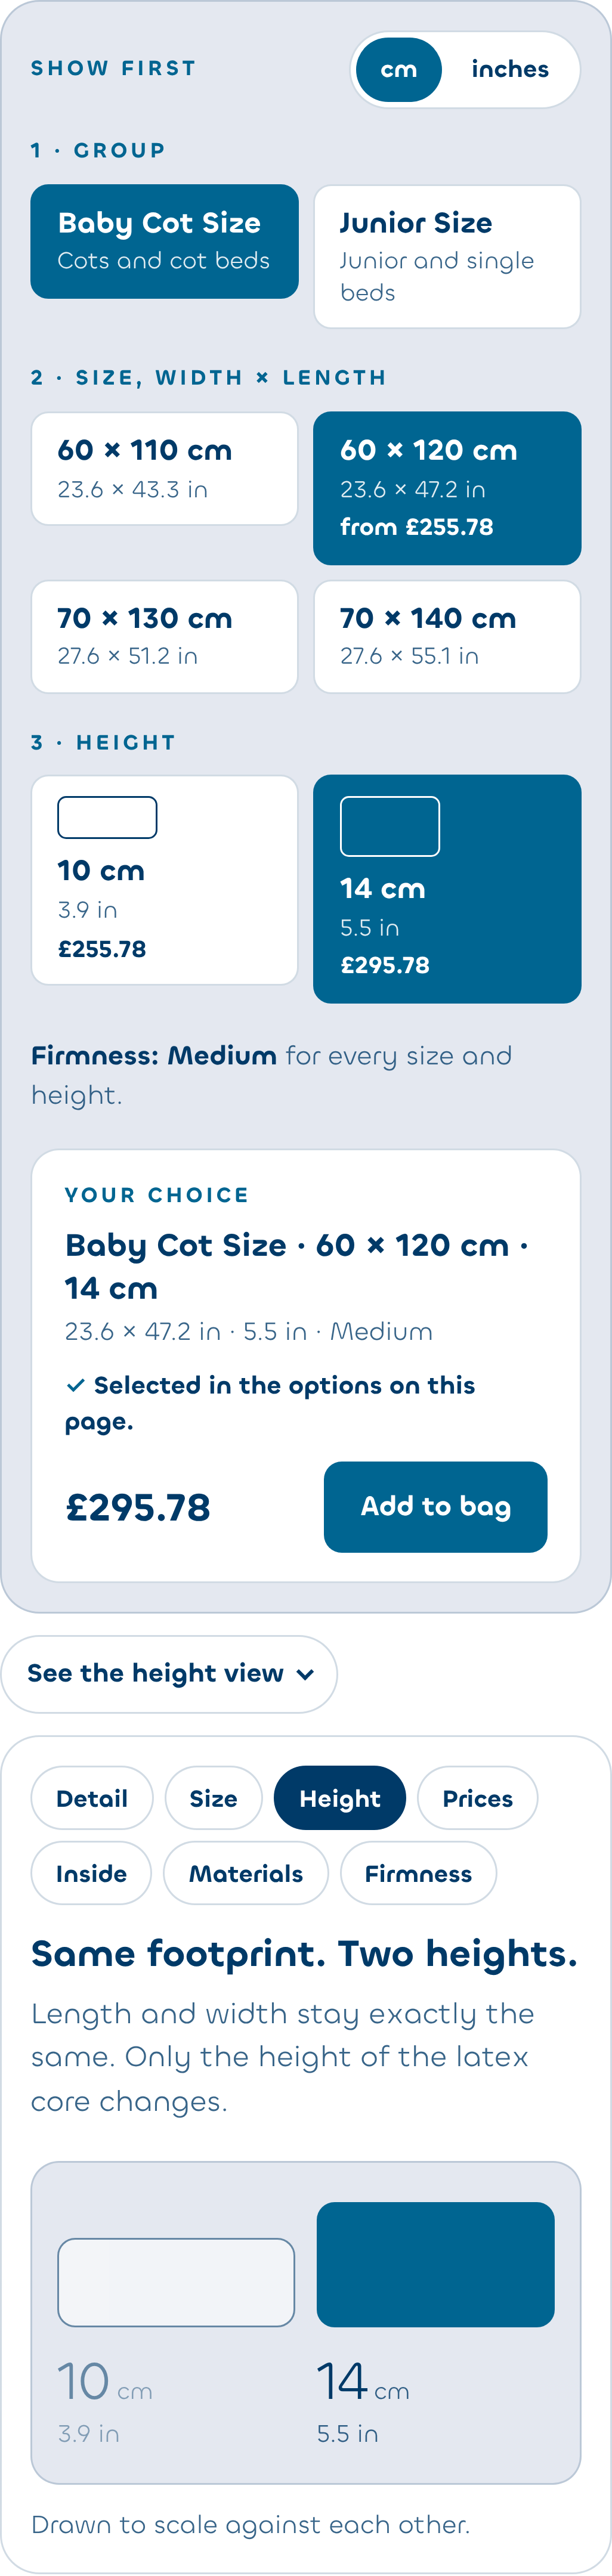 SHOW FIRST
cm
inches
1 · GROUP
Baby Cot Size
Cots and cot beds
Junior Size
Junior and single
beds
2 · SIZE, WIDTH × LENGTH
60 × 110 cm
23.6 × 43.3 in
60 × 120 cm
23.6 × 47.2 in
from £255.78
70 × 130 cm
27.6 × 51.2 in
70 × 140 cm
27.6 × 55.1 in
3 · HEIGHT
10 cm
3.9 in
£255.78
14 cm
5.5 in
£295.78
Firmness: Medium for every size and
height.
YOUR CHOICE
Baby Cot Size · 60 × 120 cm ·
14 cm
23.6 × 47.2 in · 5.5 in · Medium
✓ Selected in the options on this
page.
£295.78
Add to bag
See the height view
Detail
Size
Height
Prices
Inside
Materials
Firmness
Same footprint. Two heights.
Length and width stay exactly the
same. Only the height of the latex
core changes.
10 cm
3.9 in
14 cm
5.5 in
Drawn to scale against each other.